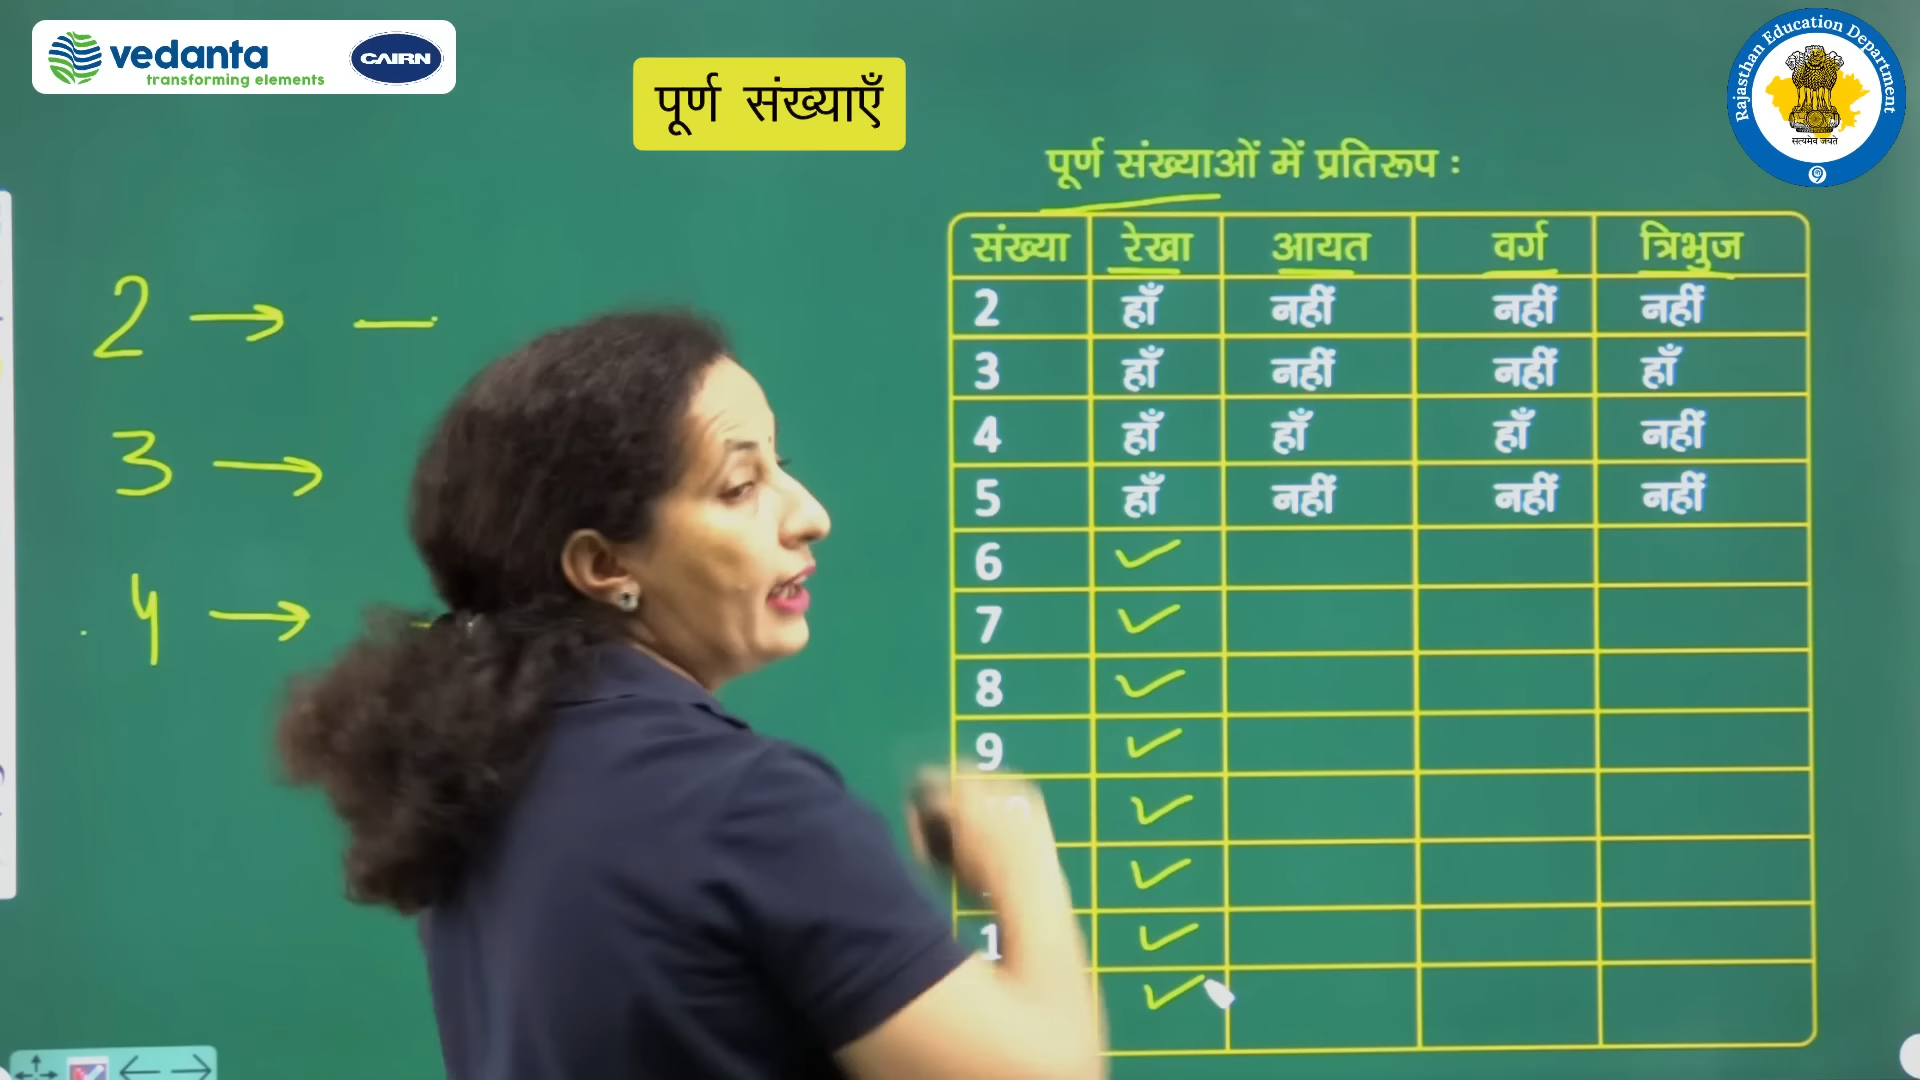 vedanta
transforming elements
CAIRN
Rajasthan Education Department
सत्यमेव जयते
पूर्ण संख्याएँ
पूर्ण संख्याओं में प्रतिरूप :
संख्या रेखा आयत वर्ग त्रिभुज
2 हाँ नहीं नहीं नहीं
3 हाँ नहीं नहीं हाँ
4 हाँ हाँ हाँ नहीं
5 हाँ नहीं नहीं नहीं
6 ✓
7 ✓
8 ✓
9 ✓
✓
✓
1 ✓
✓
2 → —
3 →
4 →